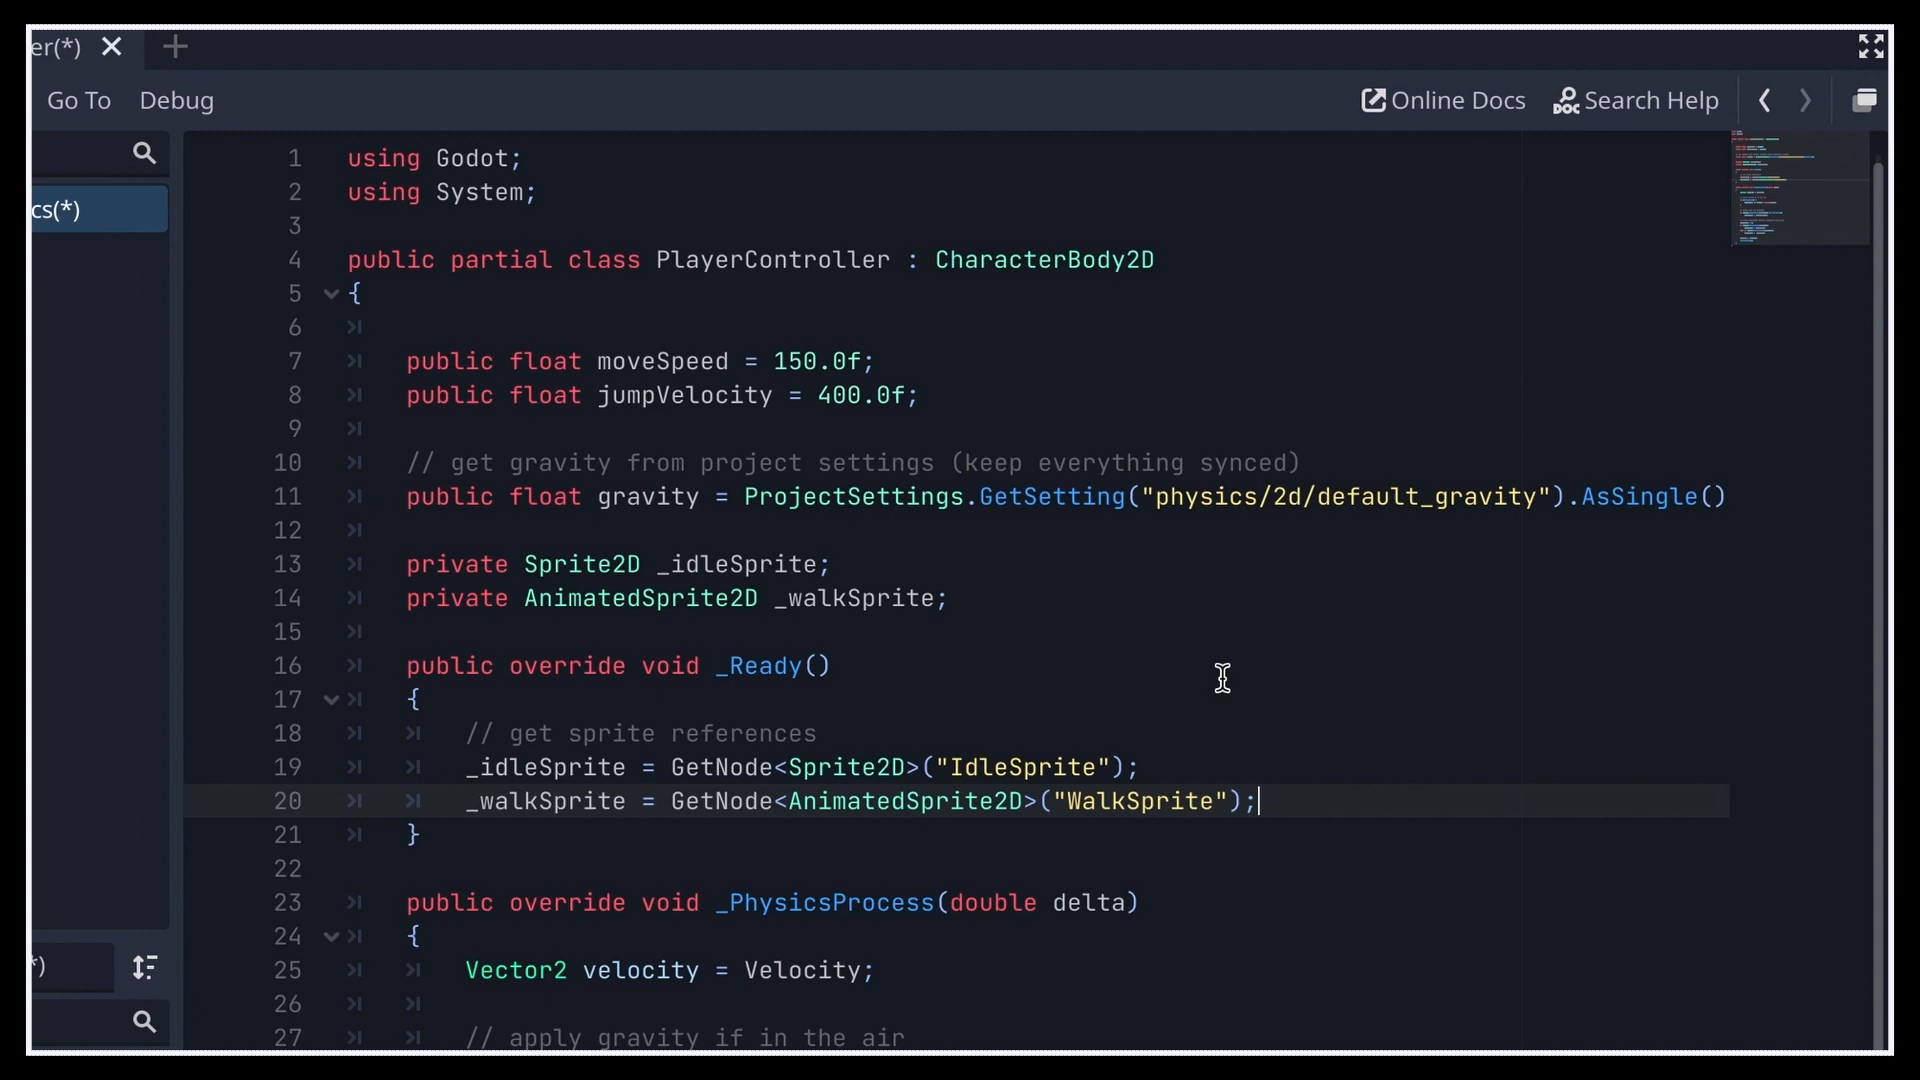 er(*)
Go To Debug Online Docs Search Help
cs(*)
1 using Godot;
2 using System;
3
4 public partial class PlayerController : CharacterBody2D
5 {
6
7 public float moveSpeed = 150.0f;
8 public float jumpVelocity = 400.0f;
9
10 // get gravity from project settings (keep everything synced)
11 public float gravity = ProjectSettings.GetSetting("physics/2d/default_gravity").AsSingle()
12
13 private Sprite2D _idleSprite;
14 private AnimatedSprite2D _walkSprite;
15
16 public override void _Ready()
17 {
18 // get sprite references
19 _idleSprite = GetNode<Sprite2D>("IdleSprite");
20 _walkSprite = GetNode<AnimatedSprite2D>("WalkSprite");
21 }
22
23 public override void _PhysicsProcess(double delta)
24 {
25 Vector2 velocity = Velocity;
26
27 // apply gravity if in the air
*)
DOC